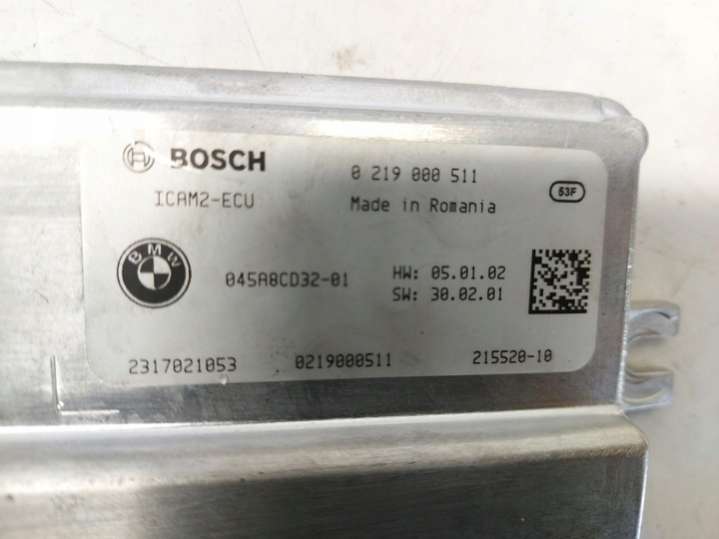 BOSCH 0 219 000 511
ICAM2-ECU Made in Romania 53F
BMW 045A8CD32-01 HW: 05.01.02
SW: 30.02.01
2317021053 0219000511 215520-10